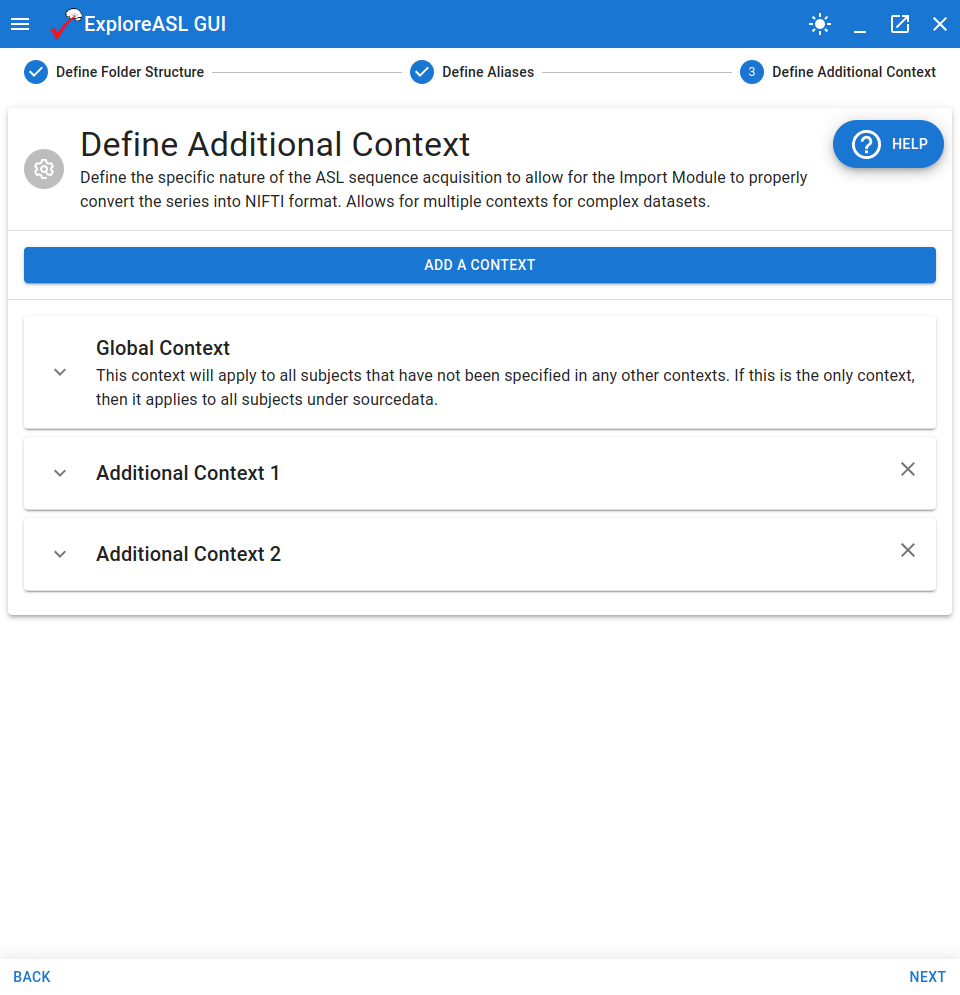 ExploreASL GUI
Define Folder Structure
Define Aliases
3 Define Additional Context
Define Additional Context
HELP
Define the specific nature of the ASL sequence acquisition to allow for the Import Module to properly
convert the series into NIFTI format. Allows for multiple contexts for complex datasets.
ADD A CONTEXT
Global Context
This context will apply to all subjects that have not been specified in any other contexts. If this is the only context,
then it applies to all subjects under sourcedata.
Additional Context 1
Additional Context 2
BACK
NEXT